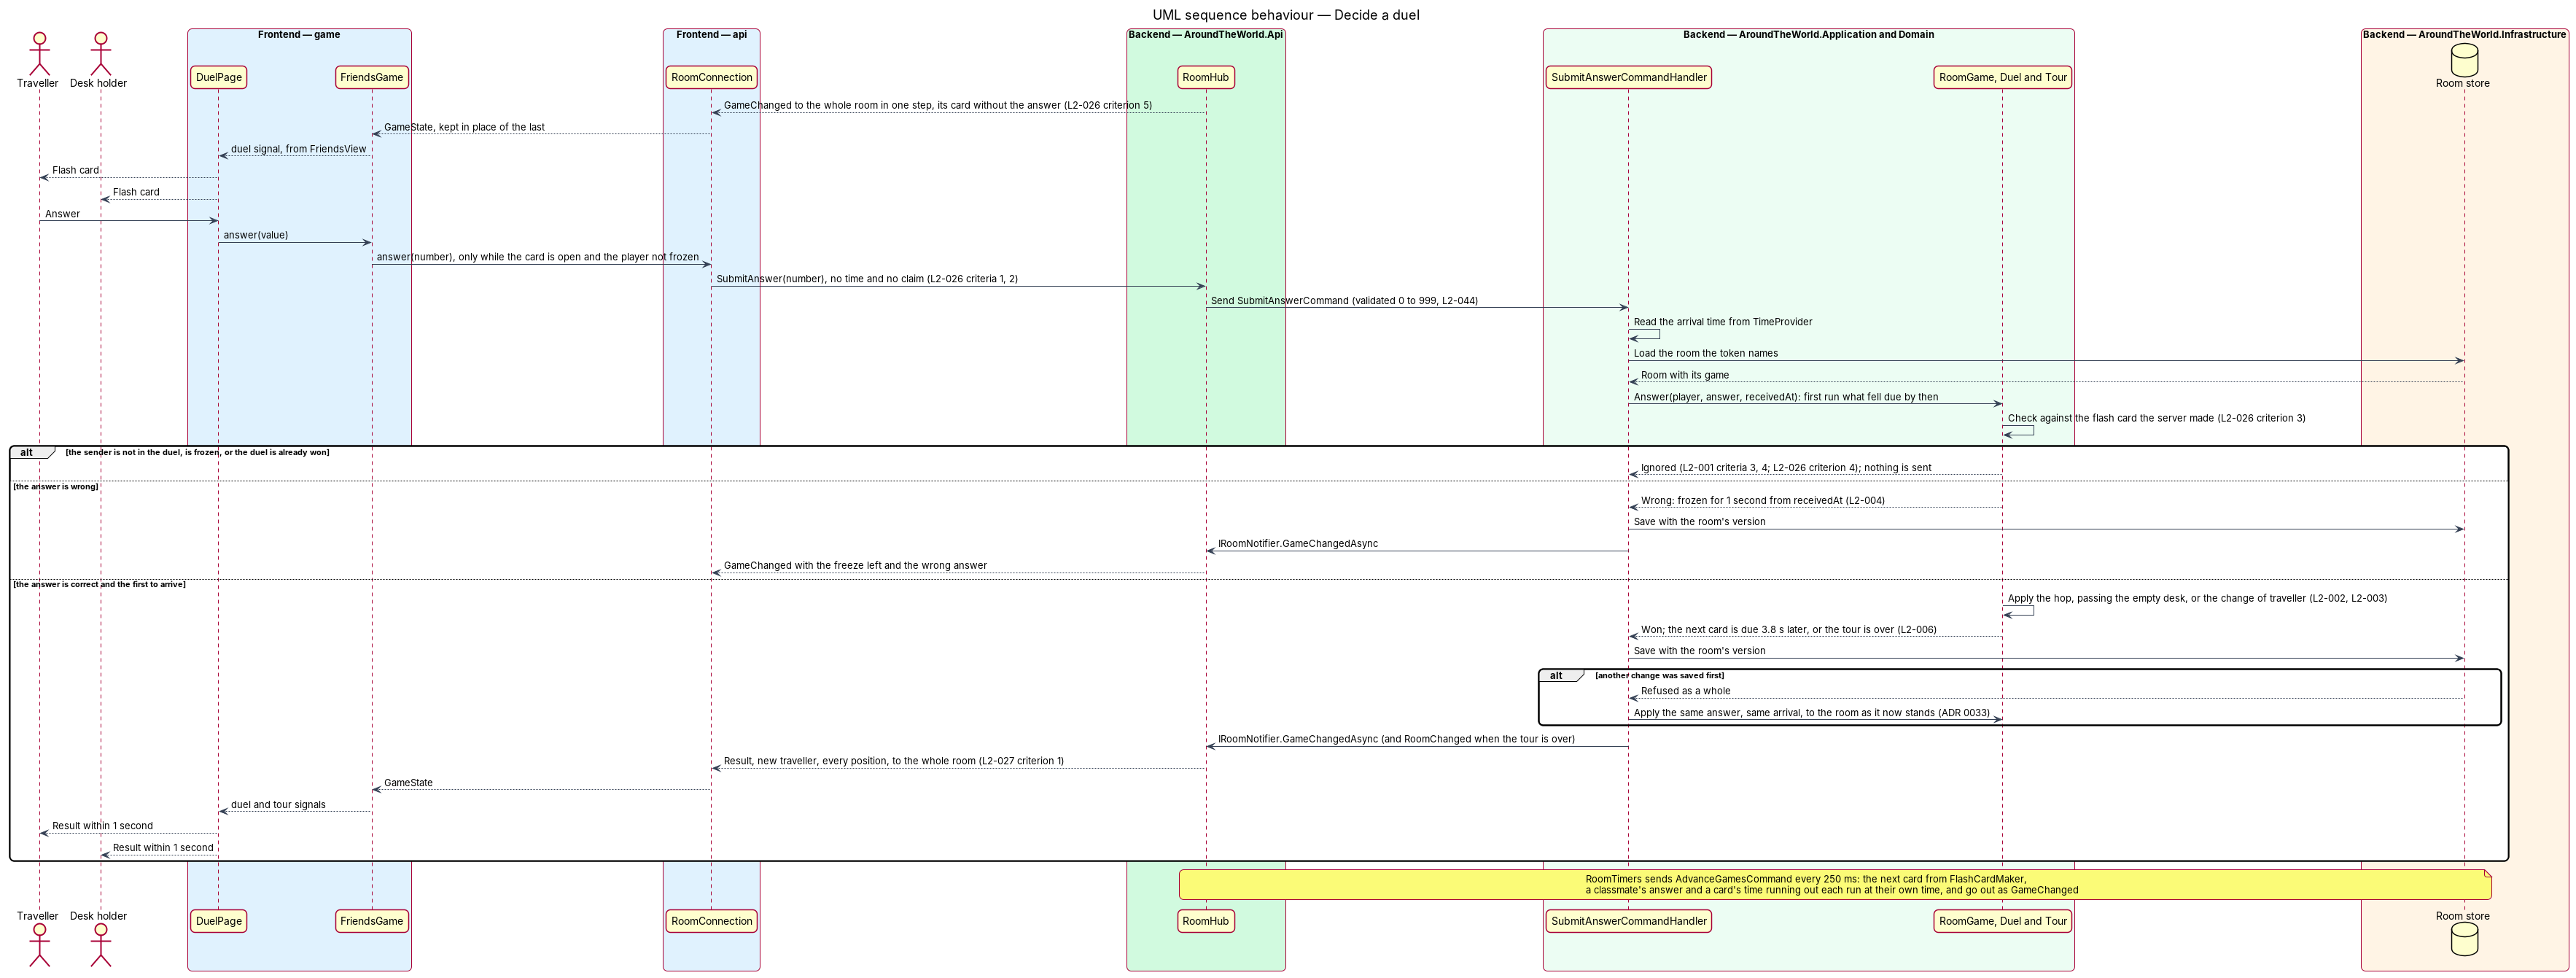 UML sequence behaviour — Decide a duel
Frontend — game
Frontend — api
Backend — AroundTheWorld.Api
Backend — AroundTheWorld.Application and Domain
Backend — AroundTheWorld.Infrastructure
Traveller
Desk holder
DuelPage
FriendsGame
RoomConnection
RoomHub
SubmitAnswerCommandHandler
RoomGame, Duel and Tour
Room store
GameChanged to the whole room in one step, its card without the answer (L2-026 criterion 5)
GameState, kept in place of the last
duel signal, from FriendsView
Flash card
Flash card
Answer
answer(value)
answer(number), only while the card is open and the player not frozen
SubmitAnswer(number), no time and no claim (L2-026 criteria 1, 2)
Send SubmitAnswerCommand (validated 0 to 999, L2-044)
Read the arrival time from TimeProvider
Load the room the token names
Room with its game
Answer(player, answer, receivedAt): first run what fell due by then
Check against the flash card the server made (L2-026 criterion 3)
alt
[the sender is not in the duel, is frozen, or the duel is already won]
Ignored (L2-001 criteria 3, 4; L2-026 criterion 4); nothing is sent
[the answer is wrong]
Wrong: frozen for 1 second from receivedAt (L2-004)
Save with the room's version
IRoomNotifier.GameChangedAsync
GameChanged with the freeze left and the wrong answer
[the answer is correct and the first to arrive]
Apply the hop, passing the empty desk, or the change of traveller (L2-002, L2-003)
Won; the next card is due 3.8 s later, or the tour is over (L2-006)
Save with the room's version
alt
[another change was saved first]
Refused as a whole
Apply the same answer, same arrival, to the room as it now stands (ADR 0033)
IRoomNotifier.GameChangedAsync (and RoomChanged when the tour is over)
Result, new traveller, every position, to the whole room (L2-027 criterion 1)
GameState
duel and tour signals
Result within 1 second
Result within 1 second
RoomTimers sends AdvanceGamesCommand every 250 ms: the next card from FlashCardMaker,
a classmate's answer and a card's time running out each run at their own time, and go out as GameChanged
Traveller
Desk holder
DuelPage
FriendsGame
RoomConnection
RoomHub
SubmitAnswerCommandHandler
RoomGame, Duel and Tour
Room store